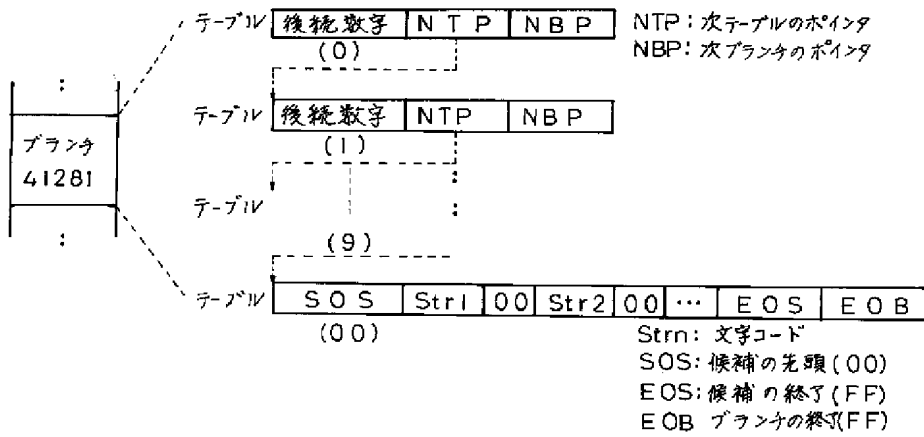 テーブル 後続数字 NTP NBP NTP: 次テーブルのポインタ
(0) NBP: 次ブランチのポインタ
:
テーブル 後続数字 NTP NBP
(1)
ブランチ
41281
:
テーブル :
(9)
:
テーブル SOS Str1 00 Str2 00 … EOS EOB
(00)
Strn: 文字コード
SOS: 候補の先頭(00)
EOS: 候補の終了(FF)
EOB ブランチの終了(FF)